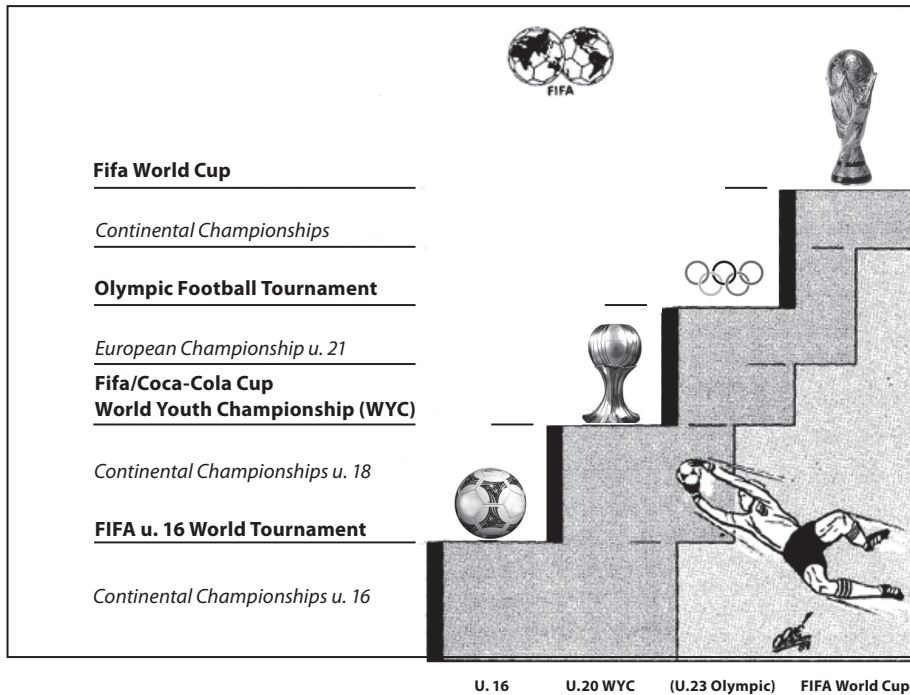 FIFA
Fifa World Cup
Continental Championships
Olympic Football Tournament
European Championship u. 21
Fifa/Coca-Cola Cup
World Youth Championship (WYC)
Continental Championships u. 18
FIFA u. 16 World Tournament
Continental Championships u. 16
U. 16 U.20 WYC (U.23 Olympic) FIFA World Cup